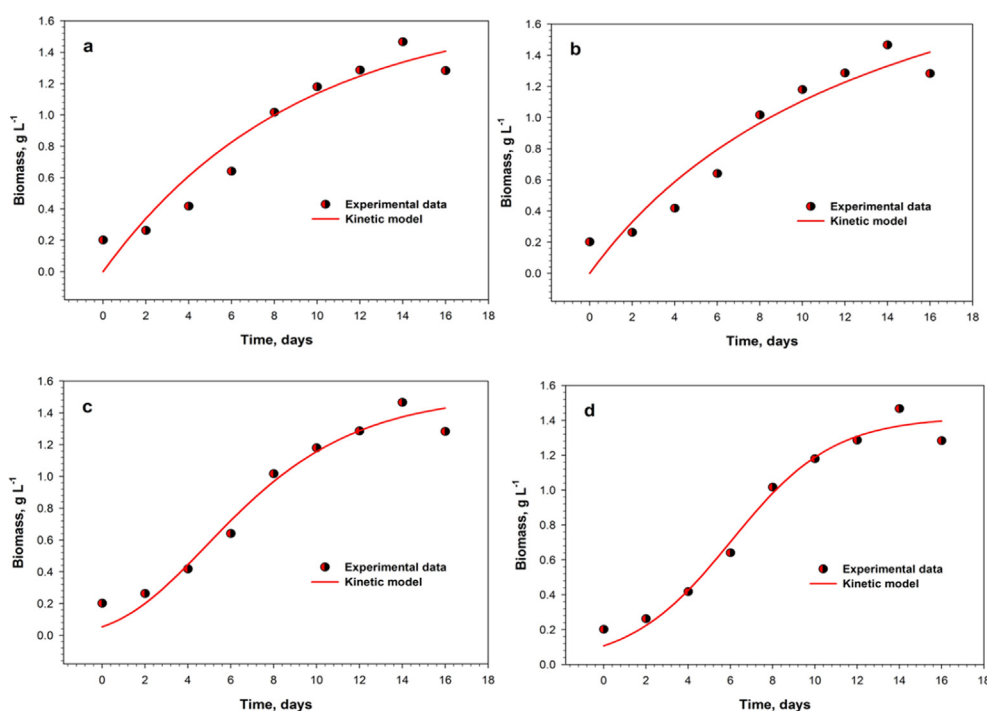 a
1.6
1.4
1.2
1.0
0.8
0.6
0.4
0.2
0.0
Biomass, g L-1
Experimental data
Kinetic model
0 2 4 6 8 10 12 14 16 18
Time, days
b
1.6
1.4
1.2
1.0
0.8
0.6
0.4
0.2
0.0
Biomass, g L-1
Experimental data
Kinetic model
0 2 4 6 8 10 12 14 16 18
Time, days
c
1.6
1.4
1.2
1.0
0.8
0.6
0.4
0.2
0.0
Biomass, g L-1
Experimental data
Kinetic model
0 2 4 6 8 10 12 14 16 18
Time, days
d
1.6
1.4
1.2
1.0
0.8
0.6
0.4
0.2
0.0
Biomass, g L-1
Experimental data
Kinetic model
0 2 4 6 8 10 12 14 16 18
Time, days